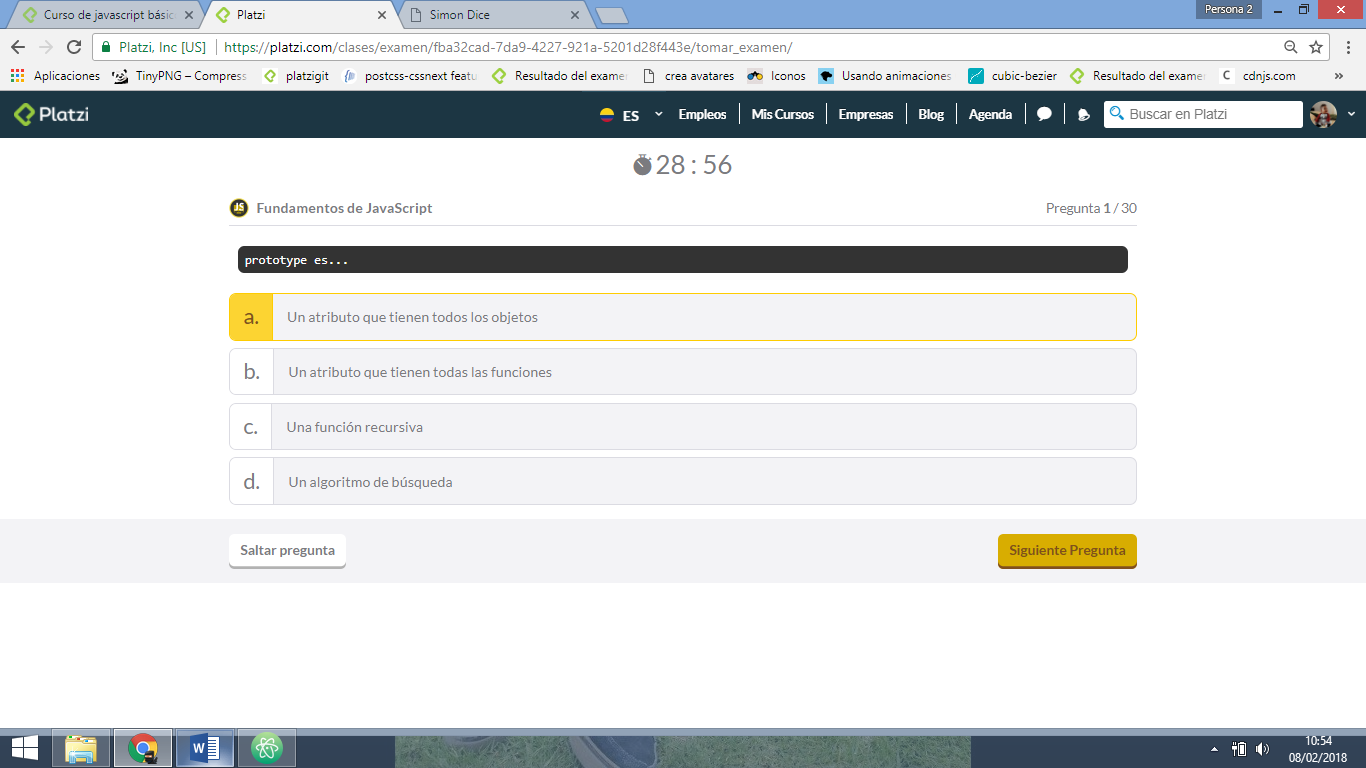 Curso de javascript básic
Platzi
Simon Dice
Persona 2
Platzi, Inc [US]
https://platzi.com/clases/examen/fba32cad-7da9-4227-921a-5201d28f443e/tomar_examen/
Aplicaciones
TinyPNG – Compress
platzigit
postcss-cssnext featu
Resultado del exame
crea avatares
Iconos
Usando animaciones
cubic-bezier
Resultado del exame
C cdnjs.com
»
Platzi
ES
Empleos
Mis Cursos
Empresas
Blog
Agenda
Buscar en Platzi
28 : 56
JS
Fundamentos de JavaScript
Pregunta 1 / 30
prototype es...
a. Un atributo que tienen todos los objetos
b. Un atributo que tienen todas las funciones
c. Una función recursiva
d. Un algoritmo de búsqueda
Saltar pregunta
Siguiente Pregunta
10:54
08/02/2018